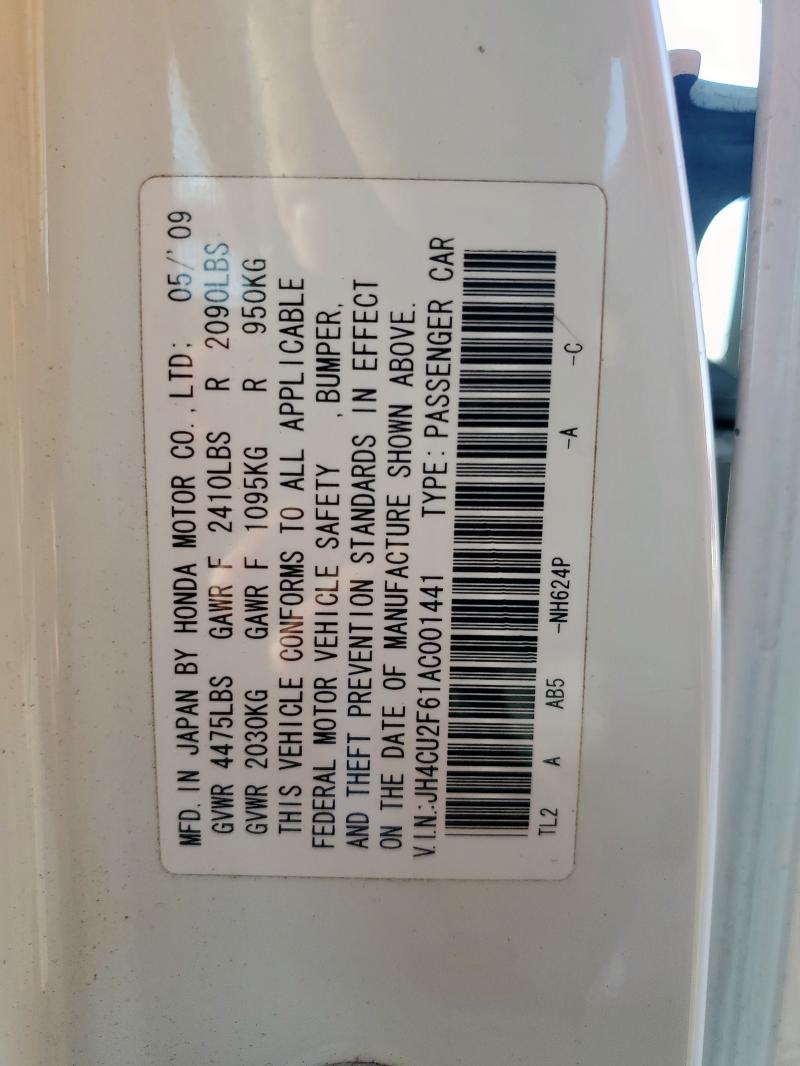 MFD. IN JAPAN BY HONDA MOTOR CO.,LTD: 05/'09
GVWR 4475LBS GAWR F 2410LBS R 2090LBS
GVWR 2030KG GAWR F 1095KG R 950KG
THIS VEHICLE CONFORMS TO ALL APPLICABLE
FEDERAL MOTOR VEHICLE SAFETY ,BUMPER,
AND THEFT PREVENTION STANDARDS IN EFFECT
ON THE DATE OF MANUFACTURE SHOWN ABOVE.
V.I.N.:JH4CU2F61AC001441 TYPE:PASSENGER CAR
TL2 A AB5 -NH624P -A -C